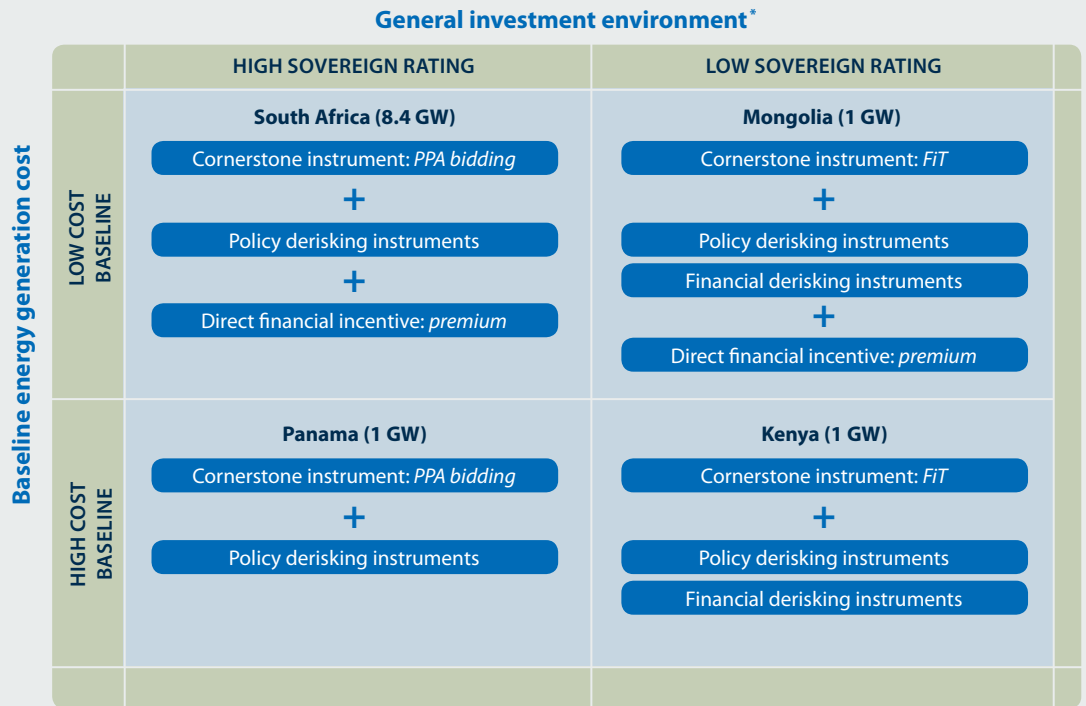 General investment environment*
HIGH SOVEREIGN RATING
LOW SOVEREIGN RATING
Baseline energy generation cost
LOW COST
BASELINE
South Africa (8.4 GW)
Cornerstone instrument: PPA bidding
+
Policy derisking instruments
+
Direct financial incentive: premium
Mongolia (1 GW)
Cornerstone instrument: FiT
+
Policy derisking instruments
Financial derisking instruments
+
Direct financial incentive: premium
HIGH COST
BASELINE
Panama (1 GW)
Cornerstone instrument: PPA bidding
+
Policy derisking instruments
Kenya (1 GW)
Cornerstone instrument: FiT
+
Policy derisking instruments
Financial derisking instruments